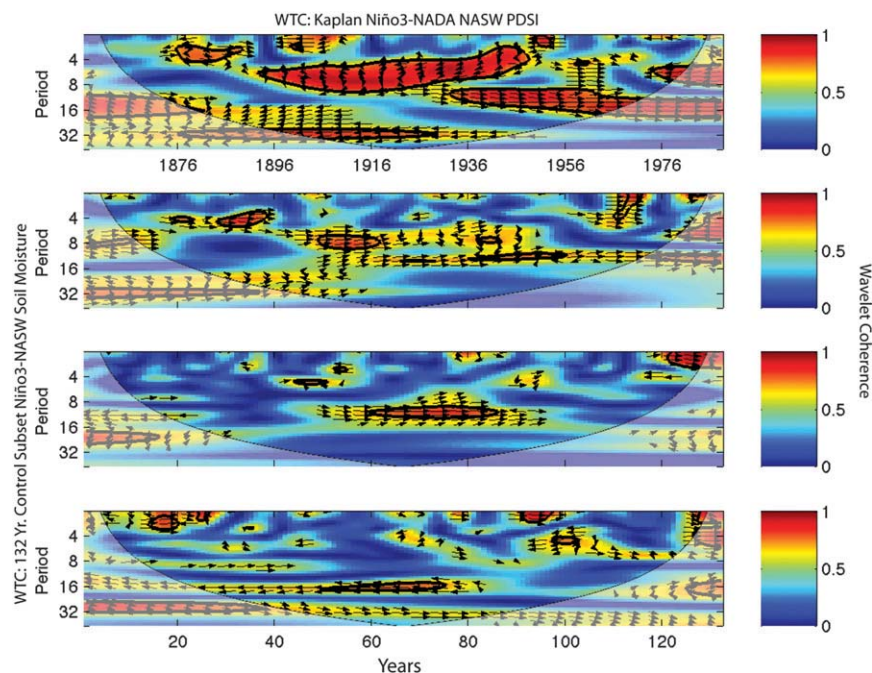 WTC: Kaplan Niño3-NADA NASW PDSI
Period
4
8
16
32
1876 1896 1916 1936 1956 1976
1
0.5
0
WTC: 132 Yr. Control Subset Niño3-NASW Soil Moisture
Period
4
8
16
32
1
0.5
0
Wavelet Coherence
Period
4
8
16
32
1
0.5
0
Period
4
8
16
32
20 40 60 80 100 120
1
0.5
0
Years